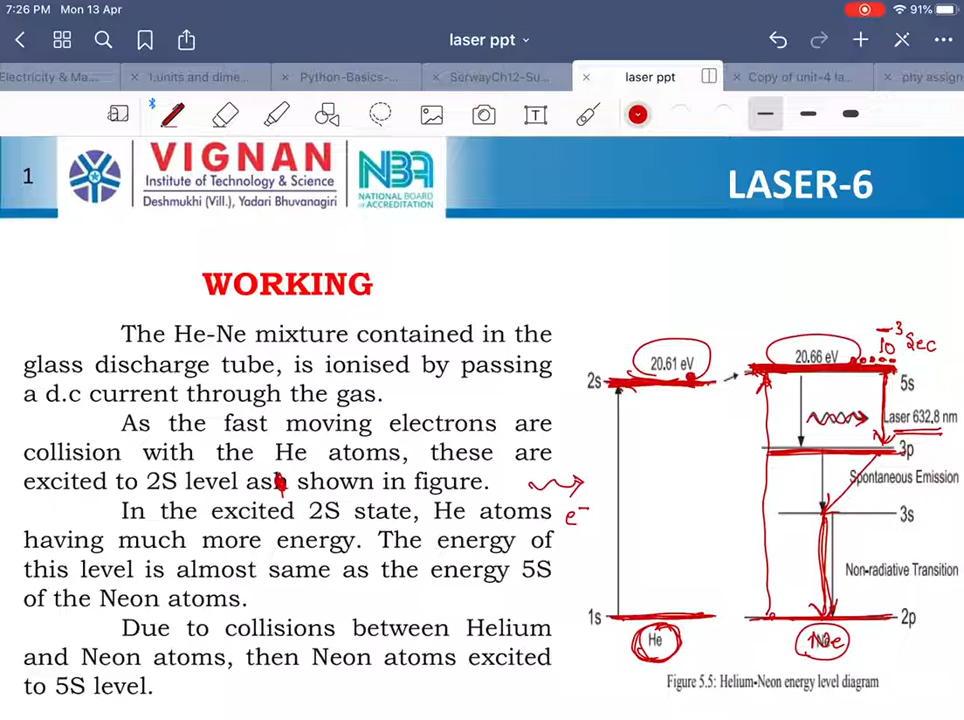 7:26 PM Mon 13 Apr
91%
laser ppt
Electricity & Ma...
1.units and dime...
Python-Basics-...
SerwayCh12-Su...
laser ppt
Copy of unit-4 la...
phy assign
T
1
VIGNAN
Institute of Technology & Science
Deshmukhi (Vill.), Yadari Bhuvanagiri
NBA
NATIONAL BOARD
of ACCREDITATION
LASER-6
WORKING
The He-Ne mixture contained in the
glass discharge tube, is ionised by passing
a d.c current through the gas.
As the fast moving electrons are
collision with the He atoms, these are
excited to 2S level as shown in figure.
In the excited 2S state, He atoms
having much more energy. The energy of
this level is almost same as the energy 5S
of the Neon atoms.
Due to collisions between Helium
and Neon atoms, then Neon atoms excited
to 5S level.
10⁻³ Sec
20.61 eV
20.66 eV
2s
5s
Laser 632.8 nm
3p
Spontaneous Emission
e⁻
3s
Non-radiative Transition
1s
2p
He
Ne
Figure 5.5: Helium-Neon energy level diagram